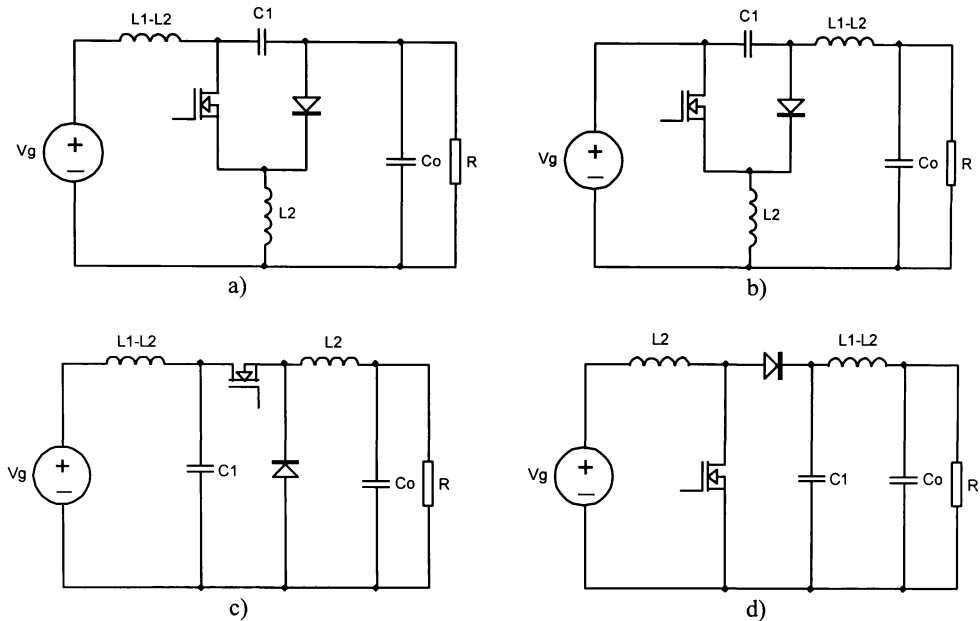 L1-L2
C1
Vg
+
−
L2
Co
R
a)
C1
L1-L2
Vg
+
−
L2
Co
R
b)
L1-L2
L2
Vg
+
−
C1
Co
R
c)
L2
L1-L2
Vg
+
−
C1
Co
R
d)